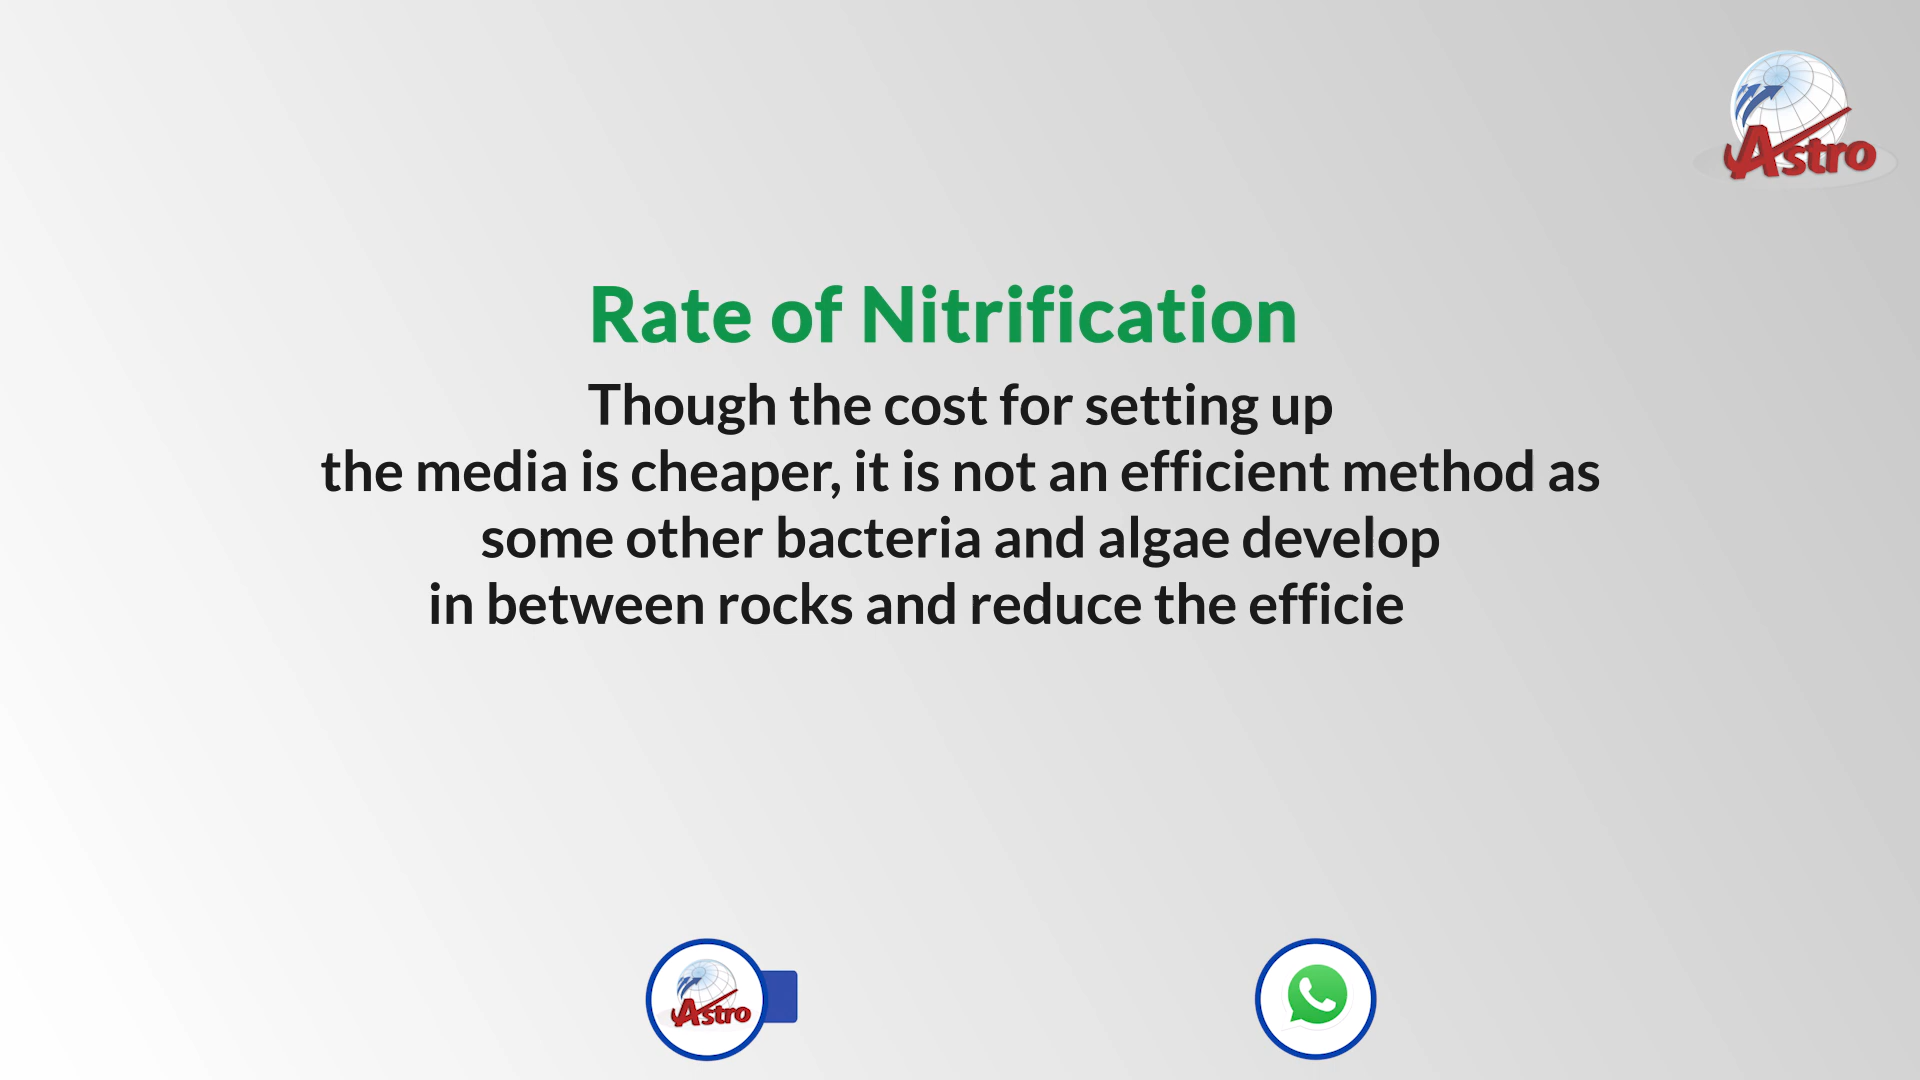 Astro
Rate of Nitrification
Though the cost for setting up
the media is cheaper, it is not an efficient method as
some other bacteria and algae develop
in between rocks and reduce the efficie
Astro